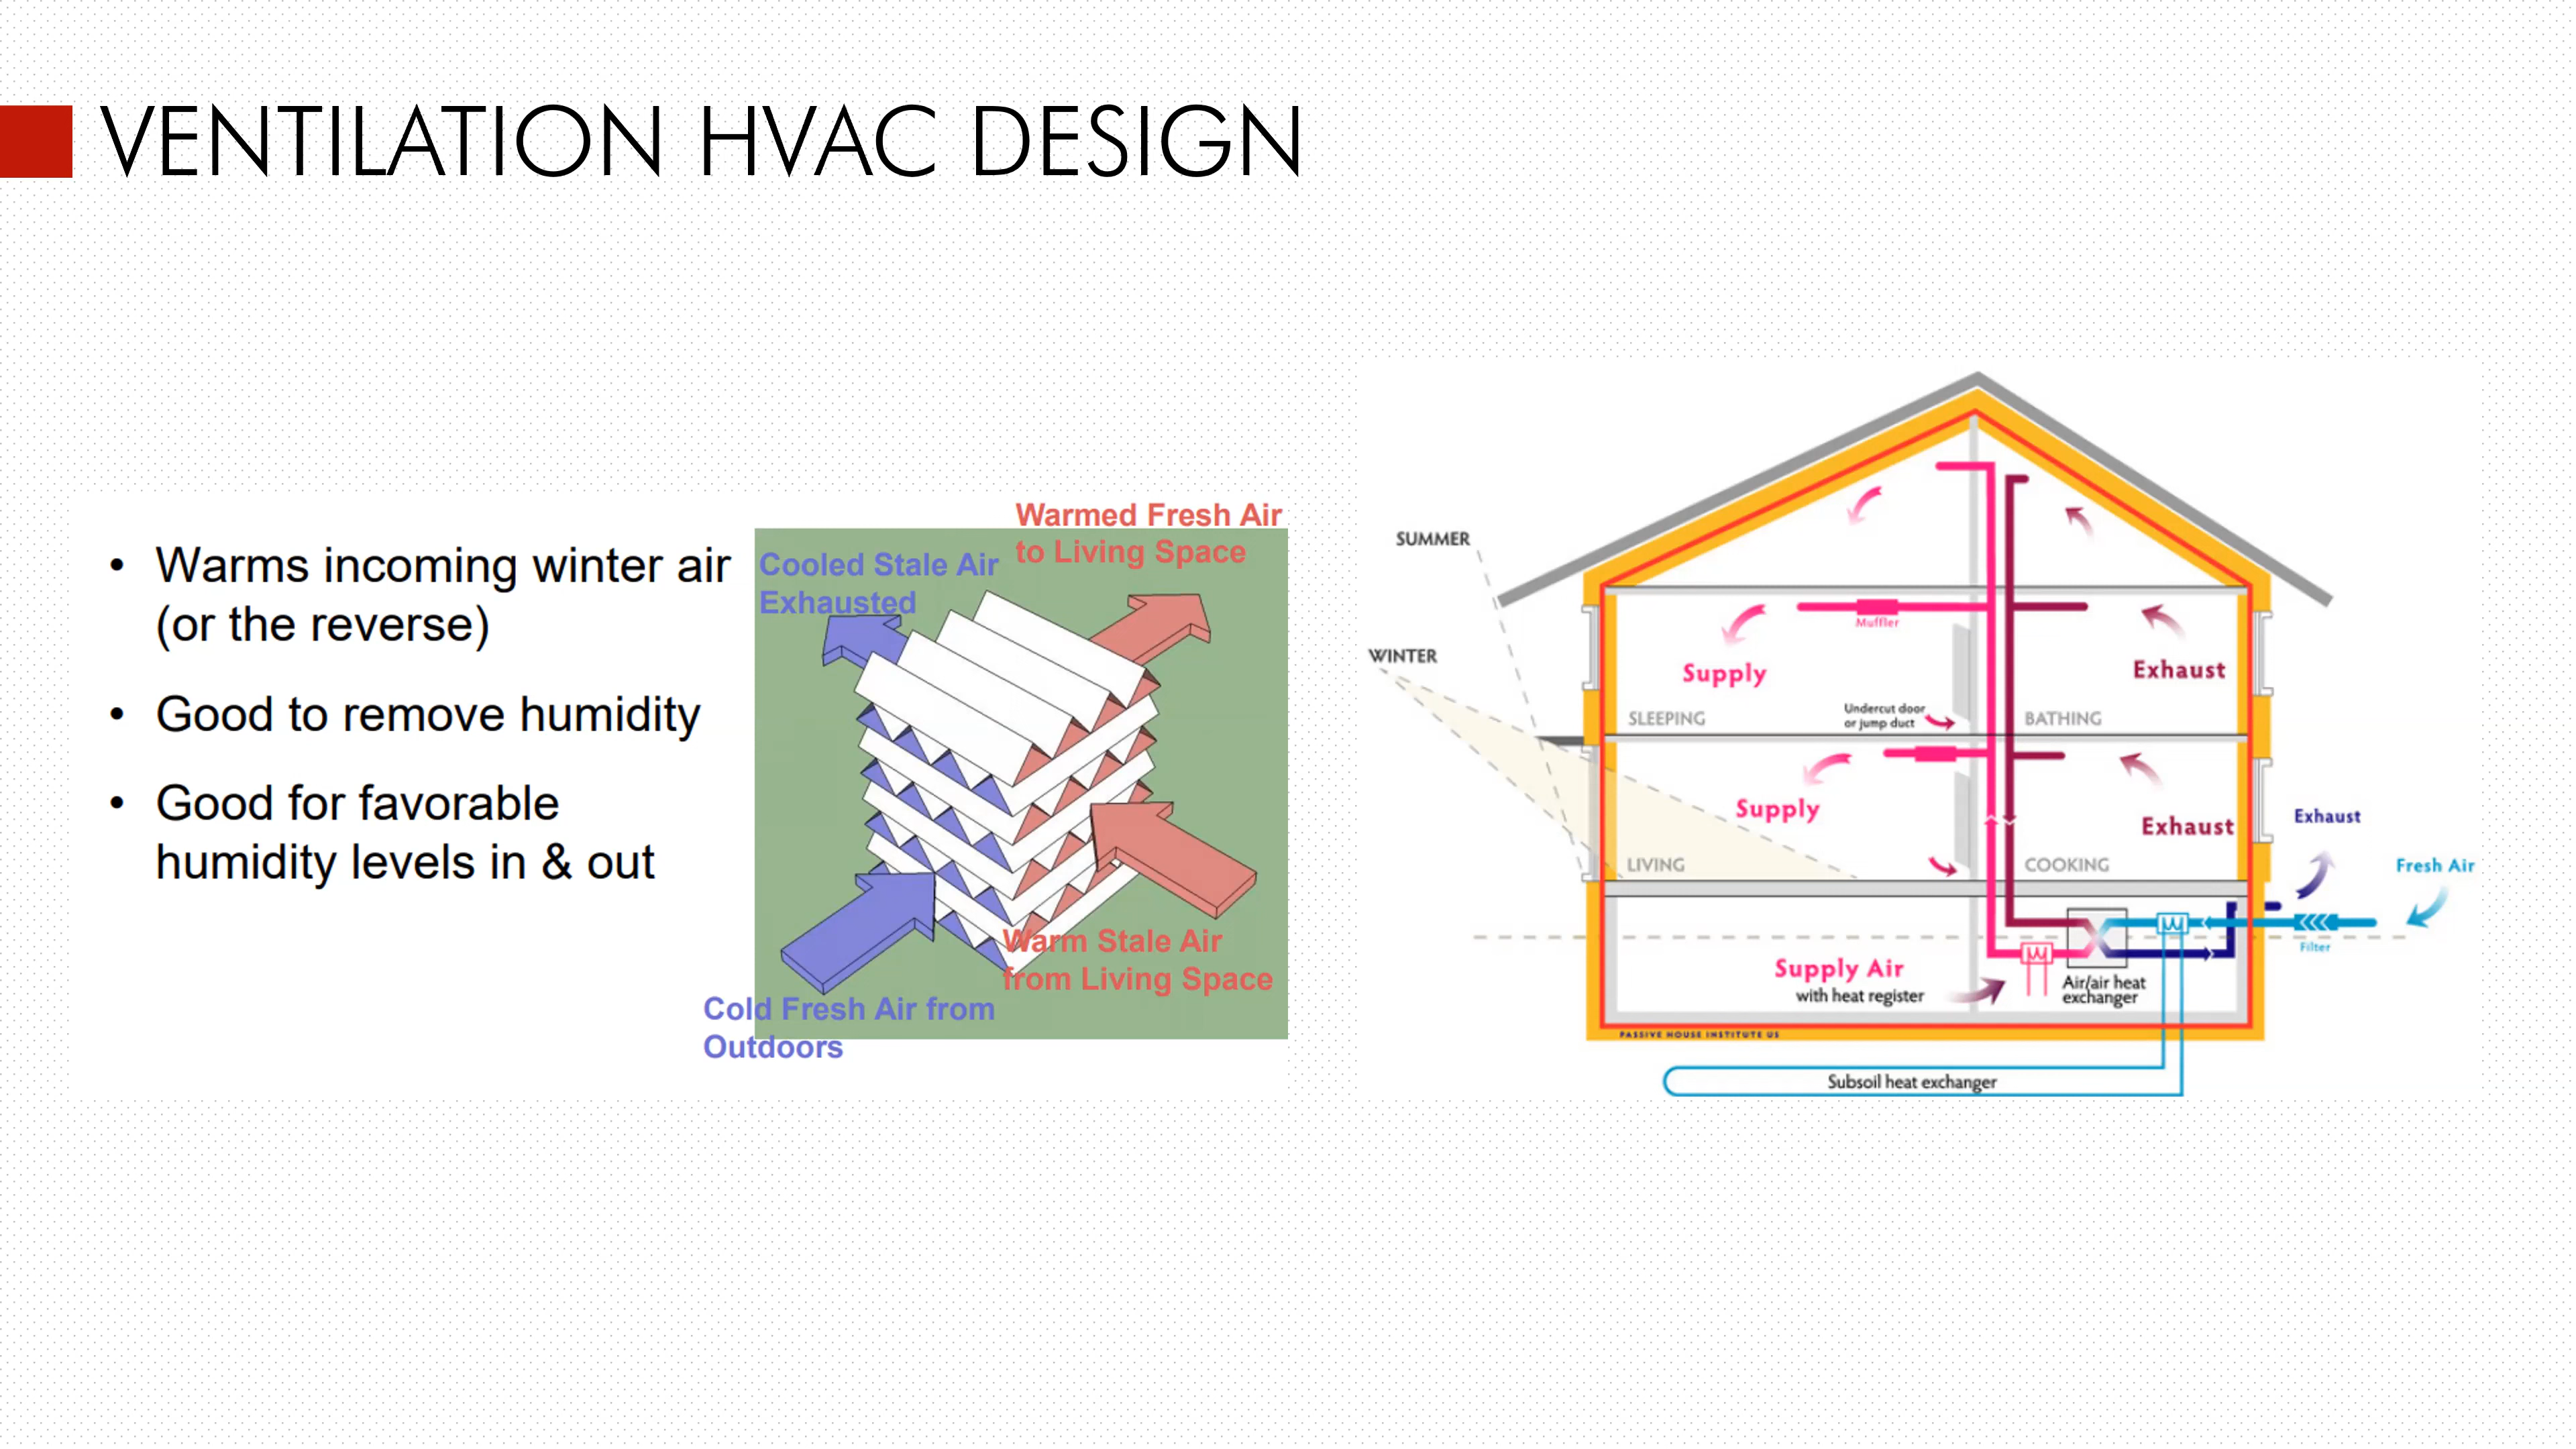 VENTILATION HVAC DESIGN
• Warms incoming winter air
(or the reverse)
• Good to remove humidity
• Good for favorable
humidity levels in & out
Warmed Fresh Air
to Living Space
Cooled Stale Air
Exhausted
Warm Stale Air
from Living Space
Cold Fresh Air from
Outdoors
SUMMER
WINTER
Muffler
Supply
Exhaust
SLEEPING
Undercut door
or jump duct
BATHING
Supply
Exhaust
LIVING
COOKING
Exhaust
Fresh Air
Filter
Supply Air
with heat register
Air/air heat
exchanger
PASSIVE HOUSE INSTITUTE US
Subsoil heat exchanger